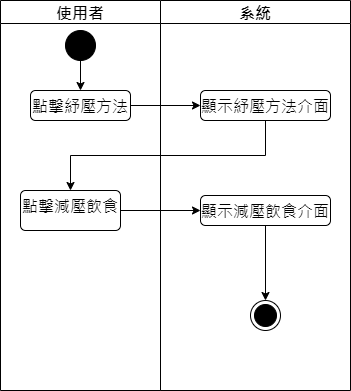 使用者
系統
點擊紓壓方法
顯示紓壓方法介面
點擊減壓飲食
顯示減壓飲食介面